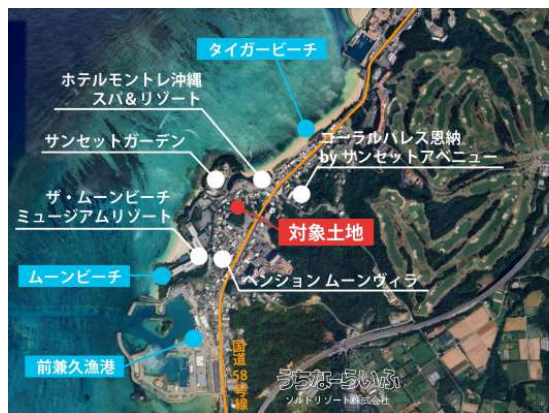 タイガービーチ
ホテルモントレ沖縄
スパ＆リゾート
サンセットガーデン
コーラルパレス恩納
by サンセットアベニュー
ザ・ムーンビーチ
ミュージアムリゾート
対象土地
ムーンビーチ
ペンション ムーンヴィラ
前兼久漁港
国道58号線
うちなーらいふ
ソルトリゾート株式会社